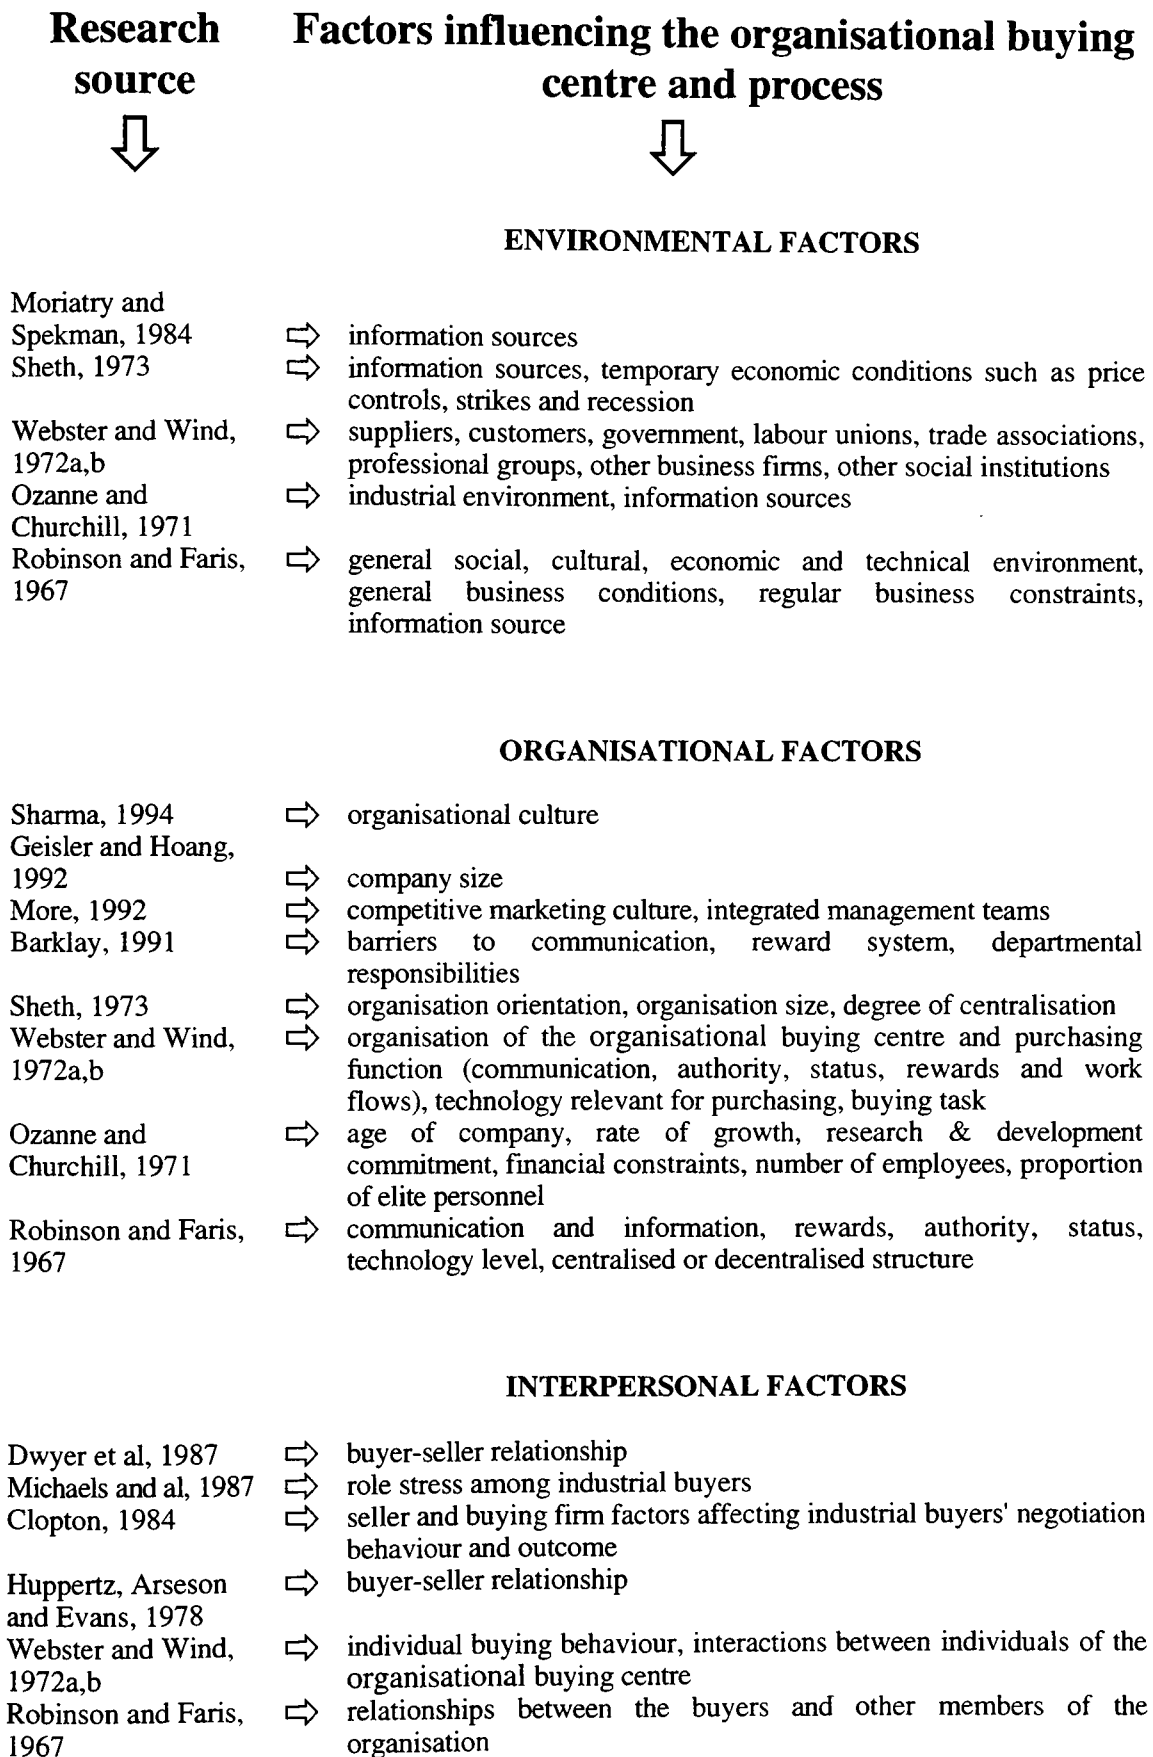 Research
source
Factors influencing the organisational buying
centre and process
ENVIRONMENTAL FACTORS
Moriatry and
Spekman, 1984
information sources
Sheth, 1973
information sources, temporary economic conditions such as price
controls, strikes and recession
Webster and Wind,
1972a,b
suppliers, customers, government, labour unions, trade associations,
professional groups, other business firms, other social institutions
Ozanne and
Churchill, 1971
industrial environment, information sources
Robinson and Faris,
1967
general social, cultural, economic and technical environment,
general business conditions, regular business constraints,
information source
ORGANISATIONAL FACTORS
Sharma, 1994
organisational culture
Geisler and Hoang,
1992
company size
More, 1992
competitive marketing culture, integrated management teams
Barklay, 1991
barriers to communication, reward system, departmental
responsibilities
Sheth, 1973
organisation orientation, organisation size, degree of centralisation
Webster and Wind,
1972a,b
organisation of the organisational buying centre and purchasing
function (communication, authority, status, rewards and work
flows), technology relevant for purchasing, buying task
Ozanne and
Churchill, 1971
age of company, rate of growth, research & development
commitment, financial constraints, number of employees, proportion
of elite personnel
Robinson and Faris,
1967
communication and information, rewards, authority, status,
technology level, centralised or decentralised structure
INTERPERSONAL FACTORS
Dwyer et al, 1987
buyer-seller relationship
Michaels and al, 1987
role stress among industrial buyers
Clopton, 1984
seller and buying firm factors affecting industrial buyers' negotiation
behaviour and outcome
Huppertz, Arseson
and Evans, 1978
buyer-seller relationship
Webster and Wind,
1972a,b
individual buying behaviour, interactions between individuals of the
organisational buying centre
Robinson and Faris,
1967
relationships between the buyers and other members of the
organisation